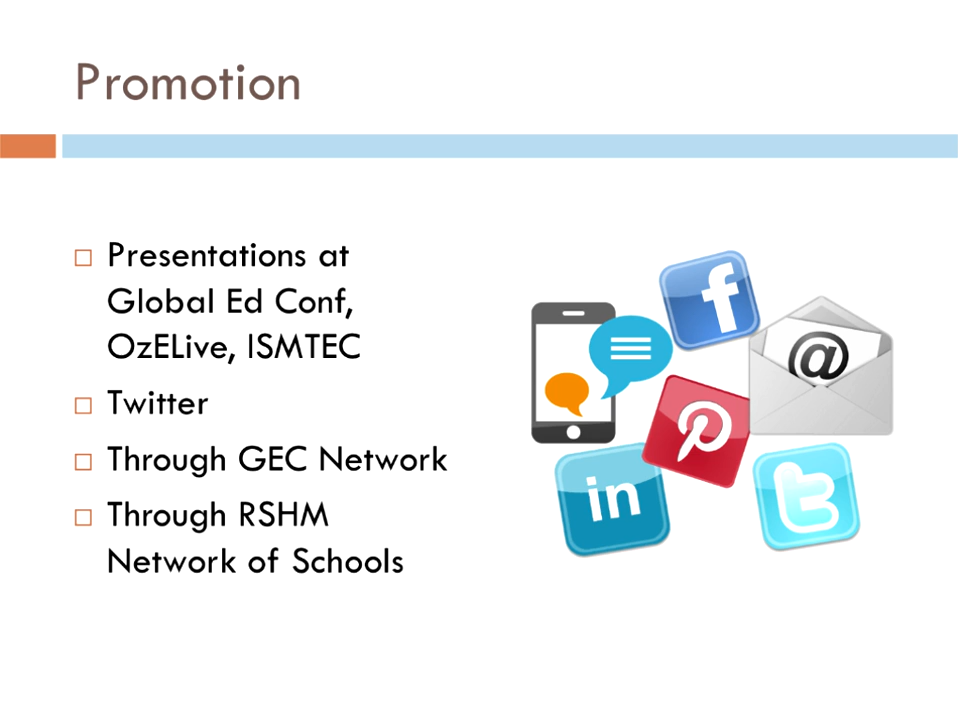 Promotion
Presentations at
Global Ed Conf,
OzELive, ISMTEC
Twitter
Through GEC Network
Through RSHM
Network of Schools
f
@
in
t